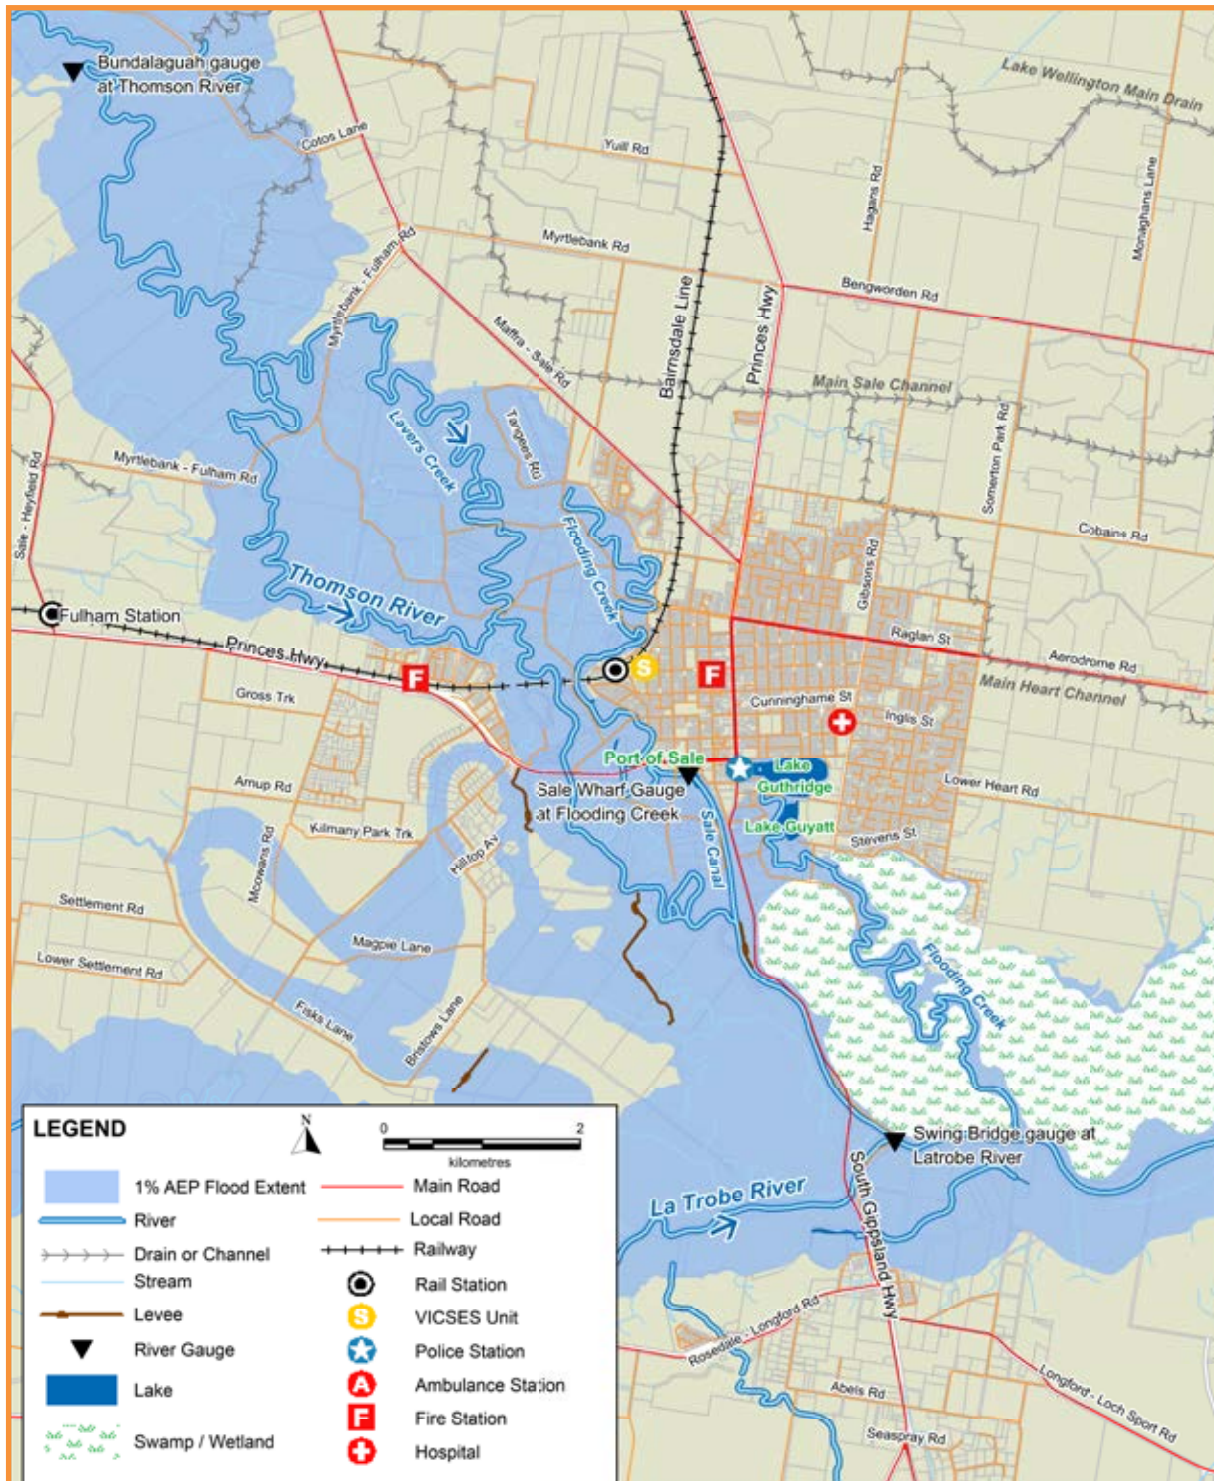 Bundalaguah gauge
at Thomson River
Lake Wellington Main Drain
Cotos Lane
Yuill Rd
Hagans Rd
Monaghans Lane
Myrtlebank - Fulham Rd
Myrtlebank Rd
Bengworden Rd
Bairnsdale Line
Princes Hwy
Maffra - Sale Rd
Main Sale Channel
Lavers Creek
Tangees Rd
Somerton Park Rd
Myrtlebank - Fulham Rd
Sale - Heyfield Rd
Cobains Rd
Flooding Creek
Gibsons Rd
Thomson River
Fulham Station
Raglan St
Princes Hwy
Aerodrome Rd
F
S
F
Main Heart Channel
Gross Trk
Cunninghame St
Inglis St
Port of Sale
Lake
Guthridge
Arnup Rd
Sale Wharf Gauge
at Flooding Creek
Lower Heart Rd
Kilmany Park Trk
Lake Guyatt
Stevens St
Mcowans Rd
Hilltop Av
Sale Canal
Settlement Rd
Magpie Lane
Lower Settlement Rd
Flooding Creek
Fisks Lane
Bristows Lane
Swing Bridge gauge at
Latrobe River
La Trobe River
South Gippsland Hwy
Rosedale - Longford Rd
Abels Rd
Longford - Loch Sport Rd
Seaspray Rd
LEGEND
N
0 2
kilometres
1% AEP Flood Extent
River
Drain or Channel
Stream
Levee
River Gauge
Lake
Swamp / Wetland
Main Road
Local Road
Railway
Rail Station
S VICSES Unit
Police Station
A Ambulance Station
F Fire Station
Hospital